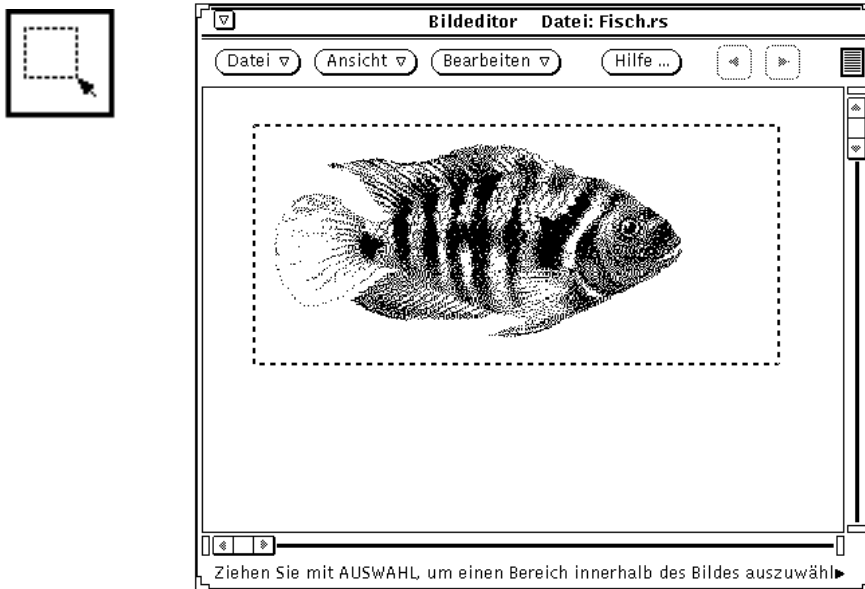 Bildeditor Datei: Fisch.rs
Datei Ansicht Bearbeiten Hilfe ...
Ziehen Sie mit AUSWAHL, um einen Bereich innerhalb des Bildes auszuwähl